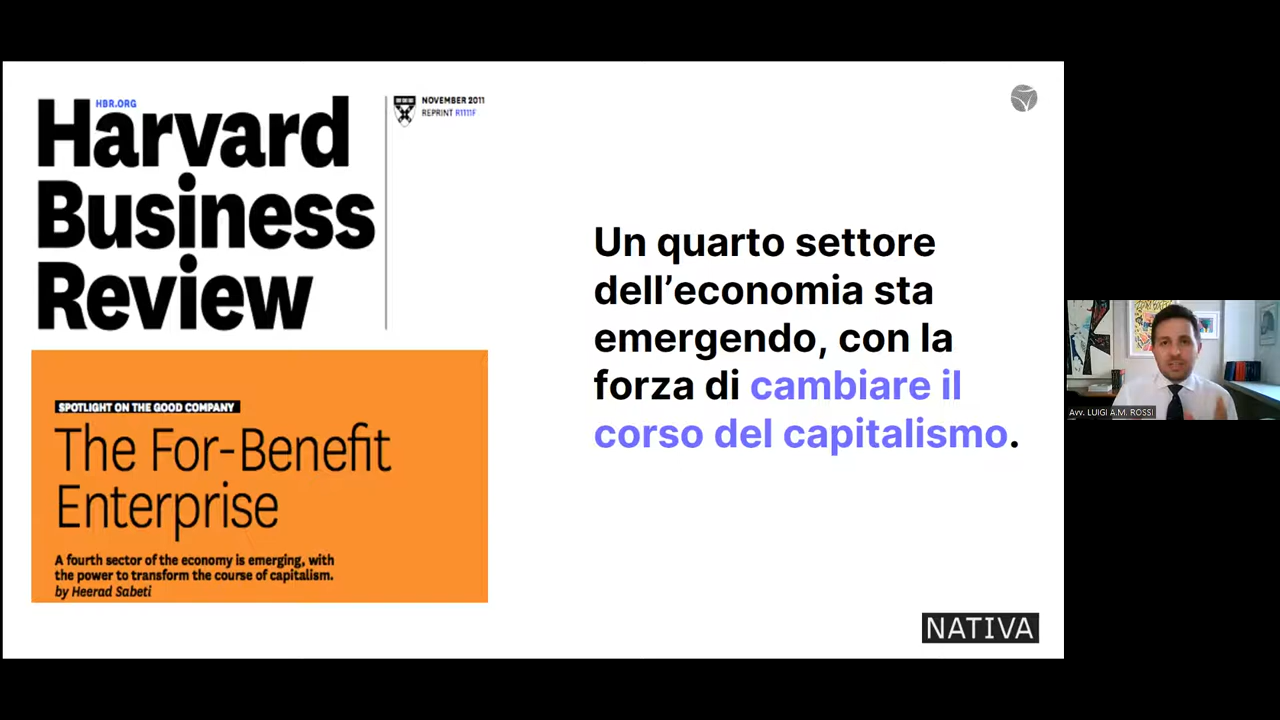 HBR.ORG
Harvard
Business
Review
NOVEMBER 2011
REPRINT R1111F
SPOTLIGHT ON THE GOOD COMPANY
The For-Benefit
Enterprise
A fourth sector of the economy is emerging, with
the power to transform the course of capitalism.
by Heerad Sabeti
Un quarto settore
dell’economia sta
emergendo, con la
forza di cambiare il
corso del capitalismo.
NATIVA
Avv. LUIGI A.M. ROSSI